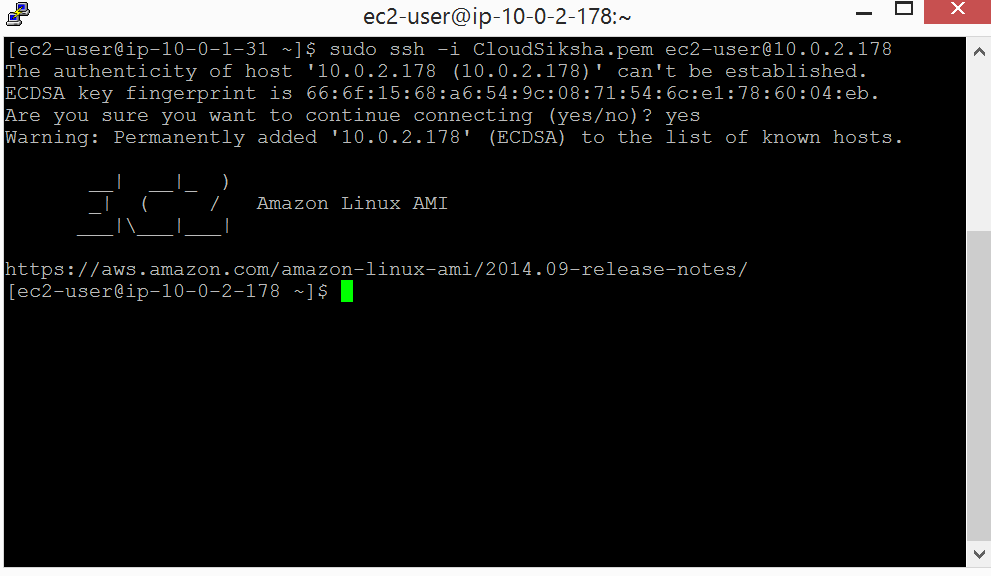 ec2-user@ip-10-0-2-178:~
[ec2-user@ip-10-0-1-31 ~]$ sudo ssh -i CloudSiksha.pem ec2-user@10.0.2.178
The authenticity of host '10.0.2.178 (10.0.2.178)' can't be established.
ECDSA key fingerprint is 66:6f:15:68:a6:54:9c:08:71:54:6c:e1:78:60:04:eb.
Are you sure you want to continue connecting (yes/no)? yes
Warning: Permanently added '10.0.2.178' (ECDSA) to the list of known hosts.
       __|  __|_  )
       _|  (     /   Amazon Linux AMI
      ___|\___|___|
https://aws.amazon.com/amazon-linux-ami/2014.09-release-notes/
[ec2-user@ip-10-0-2-178 ~]$